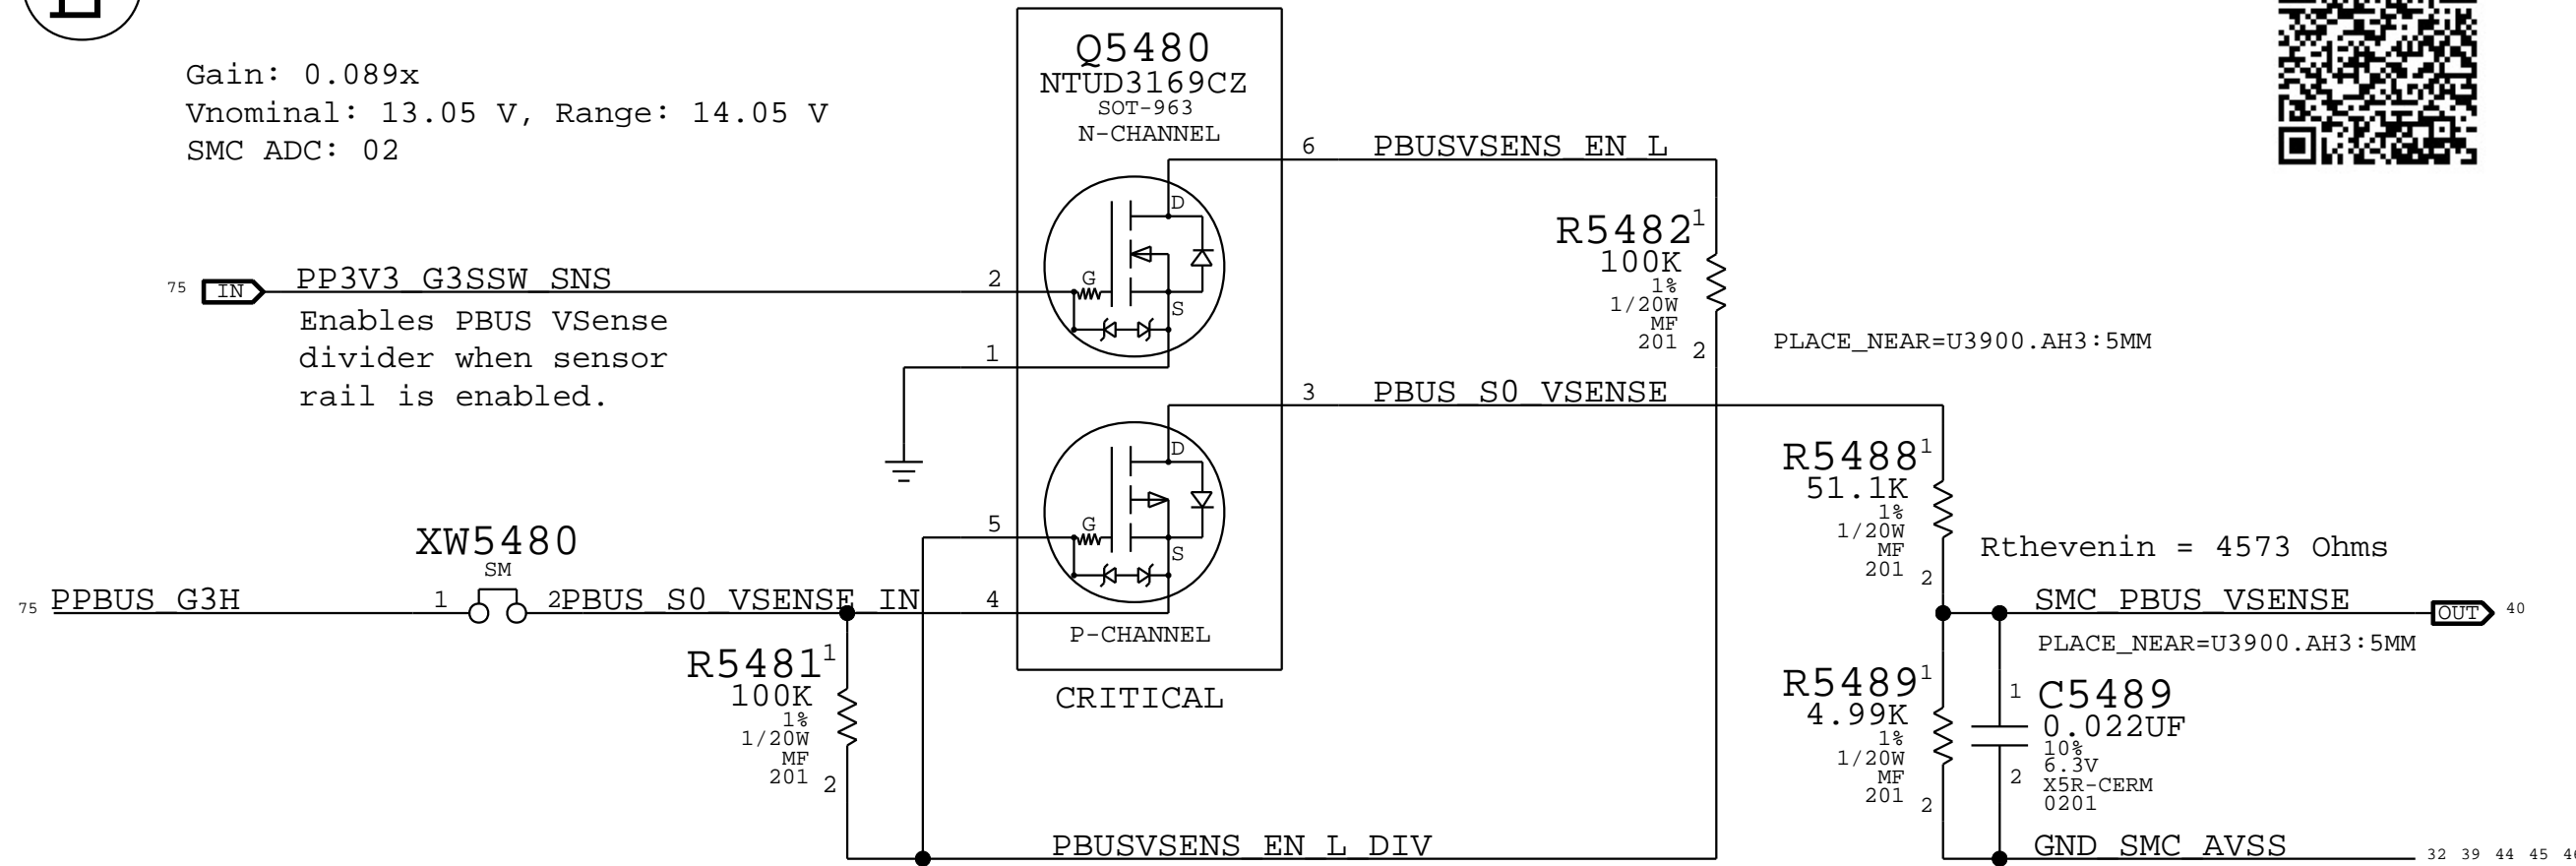 Gain: 0.089x
Vnominal: 13.05 V, Range: 14.05 V
SMC ADC: 02
Q5480
NTUD3169CZ
SOT-963
N-CHANNEL
6 PBUSVSENS_EN_L
D
G
S
75 IN PP3V3_G3SSW_SNS 2
Enables PBUS VSense
divider when sensor
rail is enabled.
1
R5482 1
100K
1%
1/20W
MF
201 2
PLACE_NEAR=U3900.AH3:5MM
3 PBUS_S0_VSENSE
D
G
S
5
XW5480
SM
75 PPBUS_G3H 1 2 PBUS_S0_VSENSE_IN 4
P-CHANNEL
CRITICAL
R5481 1
100K
1%
1/20W
MF
201 2
R5488 1
51.1K
1%
1/20W
MF
201 2
Rthevenin = 4573 Ohms
SMC_PBUS_VSENSE OUT 40
PLACE_NEAR=U3900.AH3:5MM
R5489 1
4.99K
1%
1/20W
MF
201 2
1 C5489
0.022UF
10%
6.3V
2 X5R-CERM
0201
PBUSVSENS_EN_L_DIV
GND_SMC_AVSS 32 39 44 45